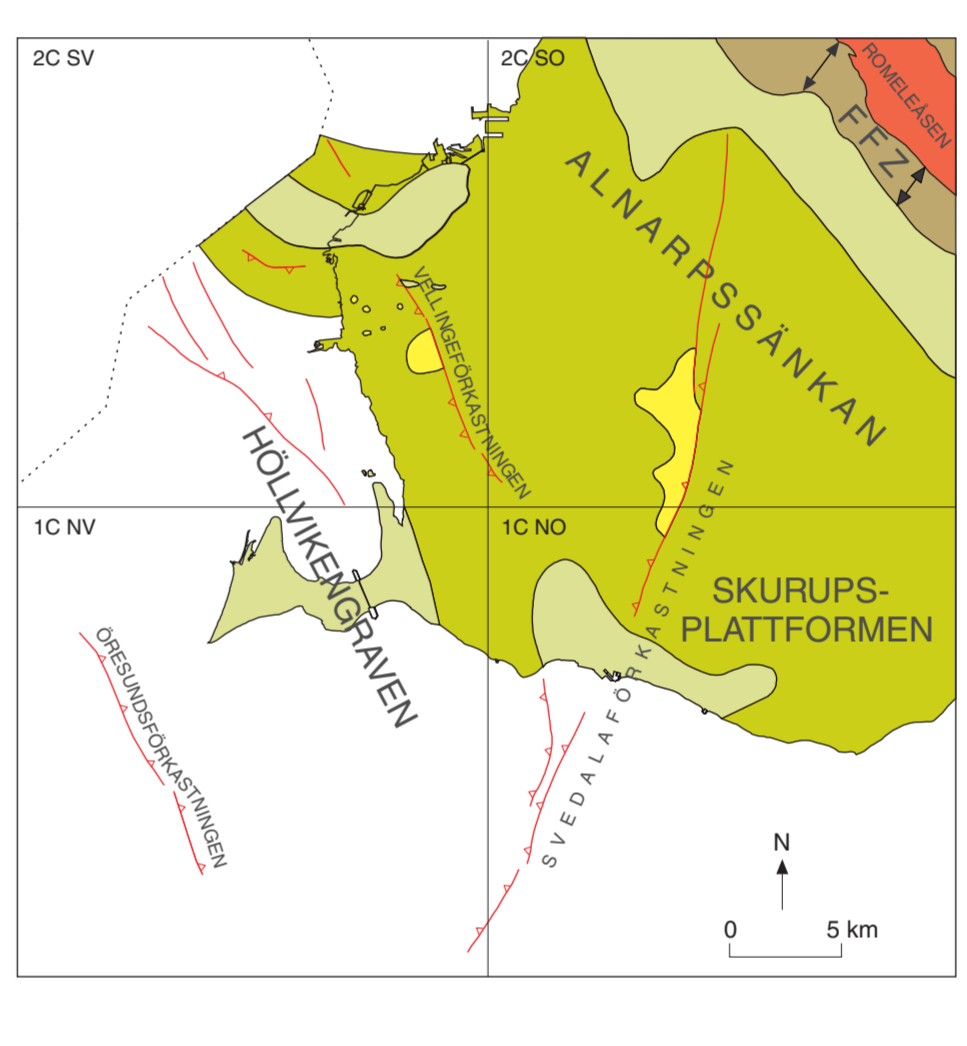 2C SV
2C SO
ROMELEÅSEN
FFZ
ALNARPSSÄNKAN
VELLINGEFÖRKASTNINGEN
HÖLLVIKENGRAVEN
1C NV
1C NO
SKURUPS-
PLATTFORMEN
ÖRESUNDSFÖRKASTNINGEN
SVEDALAFÖRKASTNINGEN
N
0 5 km